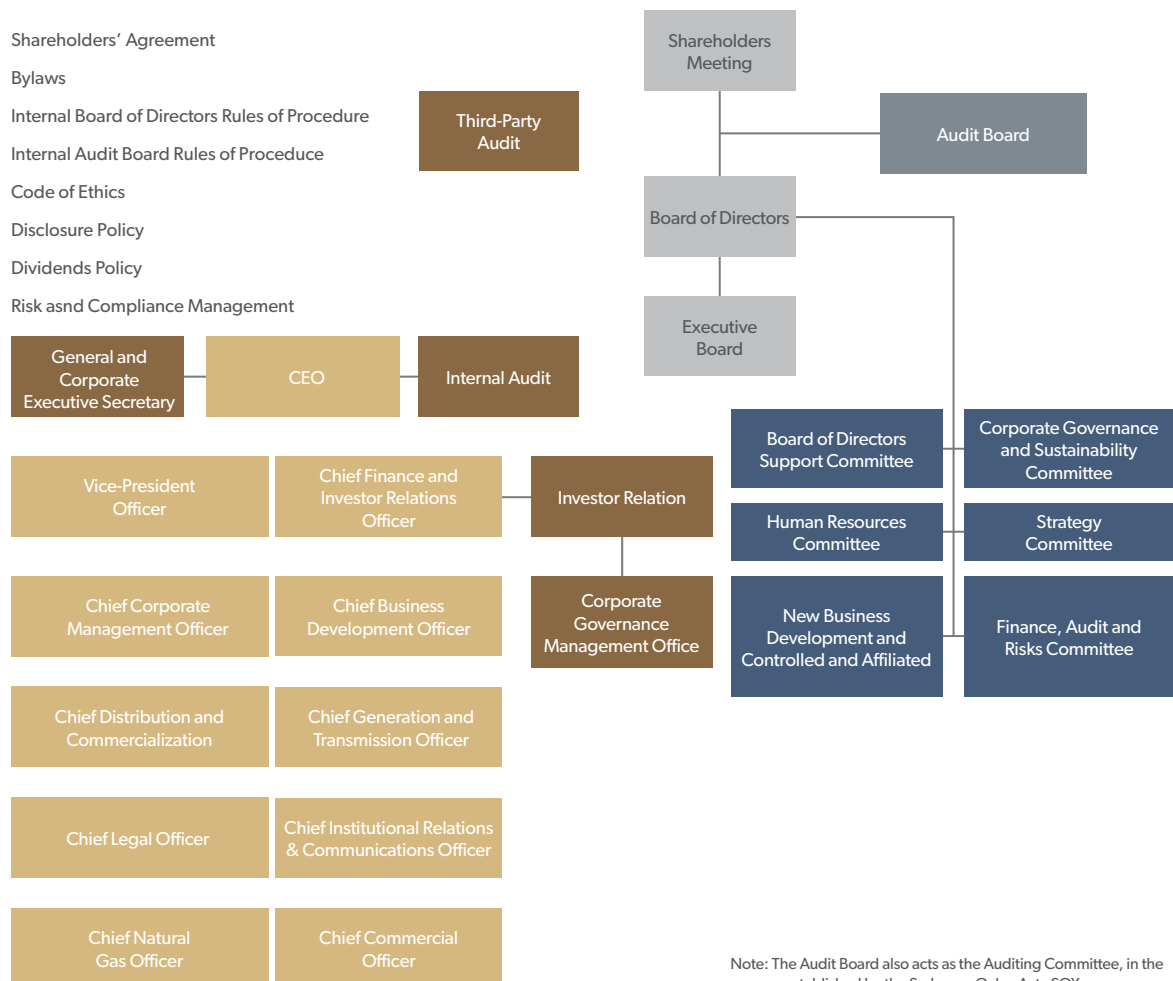 Shareholders’ Agreement
Bylaws
Internal Board of Directors Rules of Procedure
Internal Audit Board Rules of Proceduce
Code of Ethics
Disclosure Policy
Dividends Policy
Risk asnd Compliance Management
Third-Party
Audit
Shareholders
Meeting
Audit Board
Board of Directors
Executive
Board
General and
Corporate
Executive Secretary
CEO
Internal Audit
Vice-President
Officer
Chief Finance and
Investor Relations
Officer
Investor Relation
Chief Corporate
Management Officer
Chief Business
Development Officer
Corporate
Governance
Management Office
Chief Distribution and
Commercialization
Chief Generation and
Transmission Officer
Chief Legal Officer
Chief Institutional Relations
& Communications Officer
Chief Natural
Gas Officer
Chief Commercial
Officer
Board of Directors
Support Committee
Corporate Governance
and Sustainability
Committee
Human Resources
Committee
Strategy
Committee
New Business
Development and
Controlled and Affiliated
Finance, Audit and
Risks Committee
Note: The Audit Board also acts as the Auditing Committee, in the